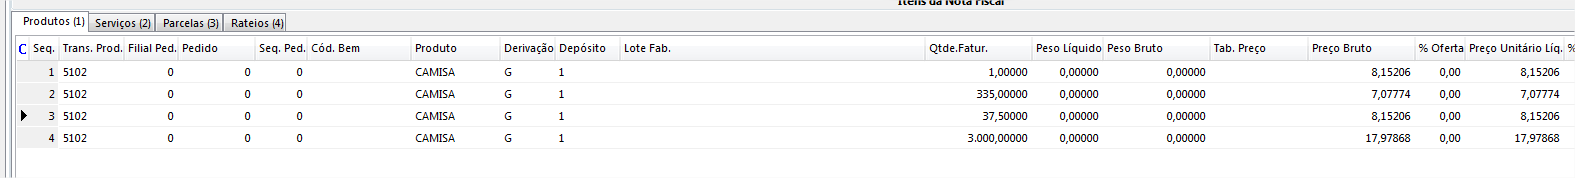 Itens da Nota Fiscal
Produtos (1) Serviços (2) Parcelas (3) Rateios (4)
C Seq. Trans. Prod. Filial Ped. Pedido Seq. Ped. Cód. Bem Produto Derivação Depósito Lote Fab. Qtde.Fatur. Peso Líquido Peso Bruto Tab. Preço Preço Bruto % Oferta Preço Unitário Líq. %
1 5102 0 0 0 CAMISA G 1 1,00000 0,00000 0,00000 8,15206 0,00 8,15206
2 5102 0 0 0 CAMISA G 1 335,00000 0,00000 0,00000 7,07774 0,00 7,07774
3 5102 0 0 0 CAMISA G 1 37,50000 0,00000 0,00000 8,15206 0,00 8,15206
4 5102 0 0 0 CAMISA G 1 3.000,00000 0,00000 0,00000 17,97868 0,00 17,97868